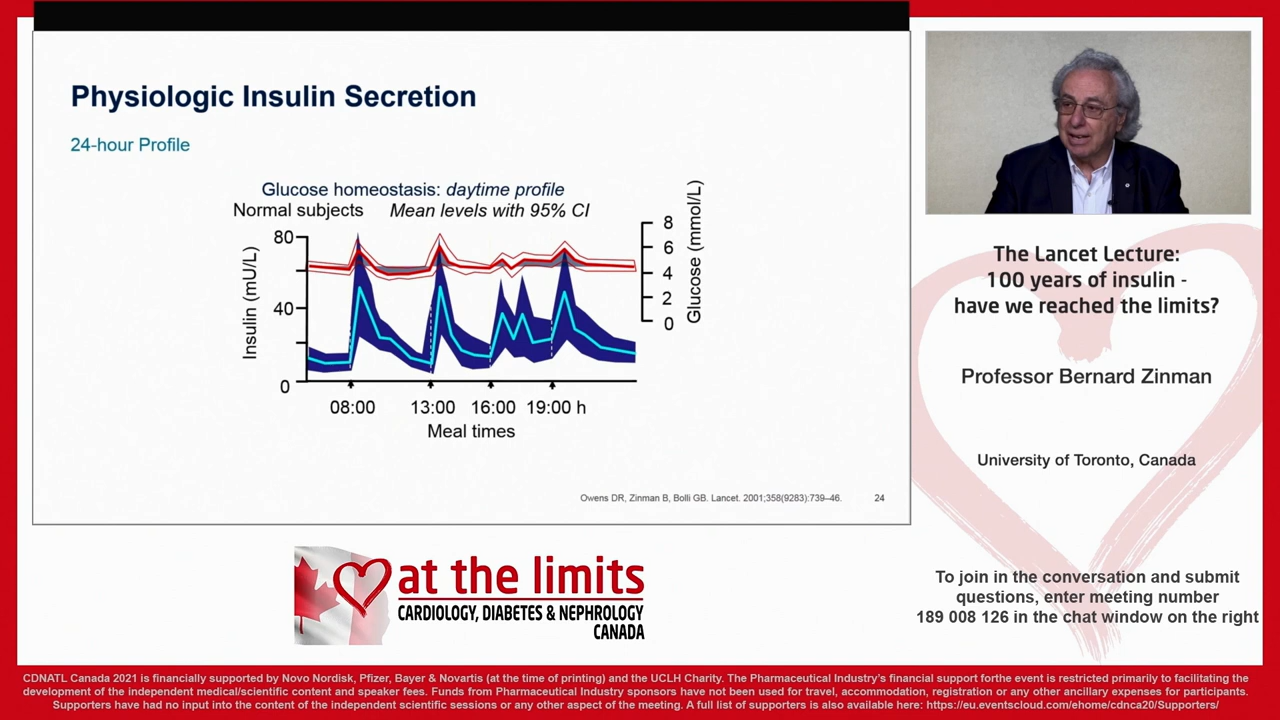 Physiologic Insulin Secretion
24-hour Profile
Glucose homeostasis: daytime profile
Normal subjects Mean levels with 95% CI
Insulin (mU/L)
80
40
0
8
6
4
2
0
Glucose (mmol/L)
08:00 13:00 16:00 19:00 h
Meal times
Owens DR, Zinman B, Bolli GB. Lancet. 2001;358(9283):739–46.
24
The Lancet Lecture:
100 years of insulin -
have we reached the limits?
Professor Bernard Zinman
University of Toronto, Canada
To join in the conversation and submit
questions, enter meeting number
189 008 126 in the chat window on the right
at the limits
CARDIOLOGY, DIABETES & NEPHROLOGY
CANADA
CDNATL Canada 2021 is financially supported by Novo Nordisk, Pfizer, Bayer & Novartis (at the time of printing) and the UCLH Charity. The Pharmaceutical Industry's financial support forthe event is restricted primarily to facilitating the
development of the independent medical/scientific content and speaker fees. Funds from Pharmaceutical Industry sponsors have not been used for travel, accommodation, registration or any other ancillary expenses for participants.
Supporters have had no input into the content of the independent scientific sessions or any other aspect of the meeting. A full list of supporters is also available here: https://eu.eventscloud.com/ehome/cdnca20/Supporters/